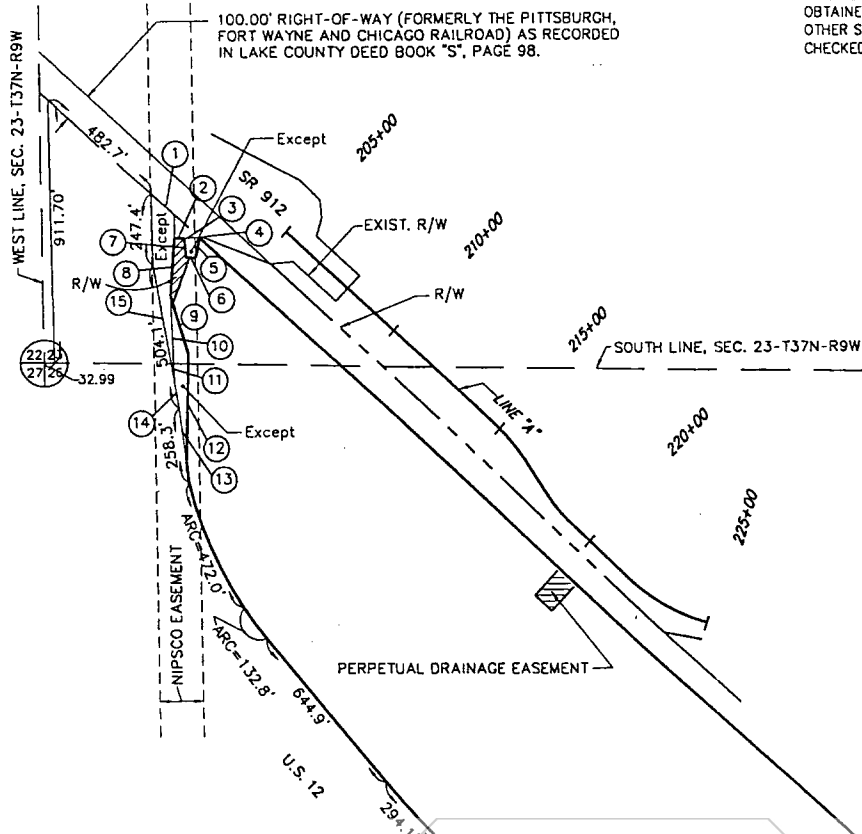 100.00' RIGHT-OF-WAY (FORMERLY THE PITTSBURGH,
FORT WAYNE AND CHICAGO RAILROAD) AS RECORDED
IN LAKE COUNTY DEED BOOK "S", PAGE 98.
OBTAINE
OTHER S
CHECKED
WEST LINE, SEC. 23-T37N-R9W
482.7'
911.70'
1
Except
205+00
2
SR 912
3
4
EXIST. R/W
210+00
247.4'
Except
7
5
8
6
R/W
R/W
15
9
215+00
504.1'
10
SOUTH LINE, SEC. 23-T37N-R9W
22
27
26
32.99
11
LINE "A"
14
Except
12
220+00
258.3'
13
225+00
ARC=472.0'
NIPSCO EASEMENT
ARC=132.8'
PERPETUAL DRAINAGE EASEMENT
644.9'
U.S. 12
294.1